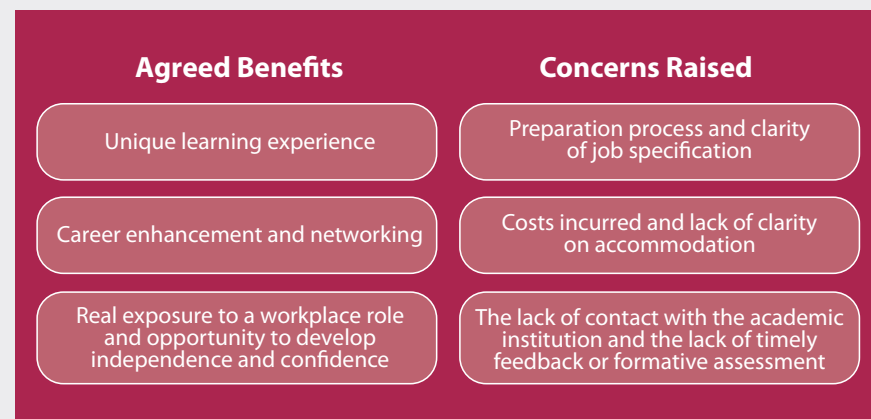 Agreed Benefits
Unique learning experience
Career enhancement and networking
Real exposure to a workplace role
and opportunity to develop
independence and confidence
Concerns Raised
Preparation process and clarity
of job specification
Costs incurred and lack of clarity
on accommodation
The lack of contact with the academic
institution and the lack of timely
feedback or formative assessment